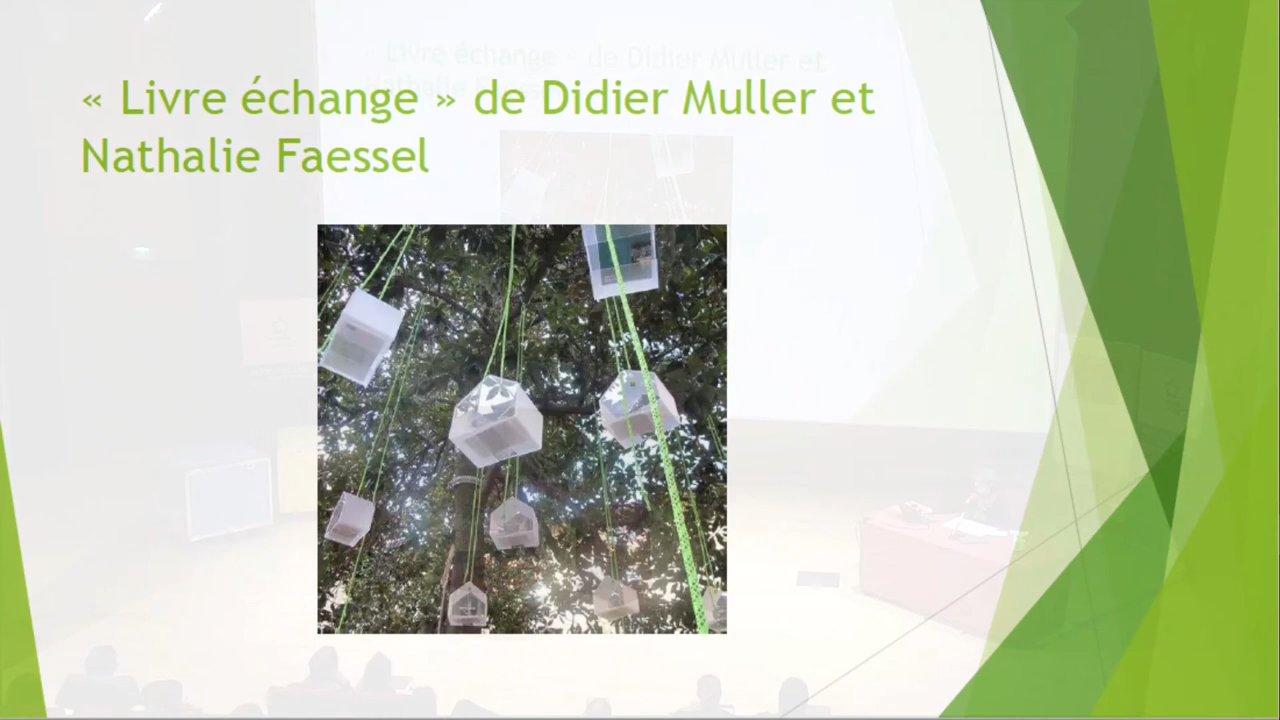 « Livre échange » de Didier Muller et
Nathalie Faessel